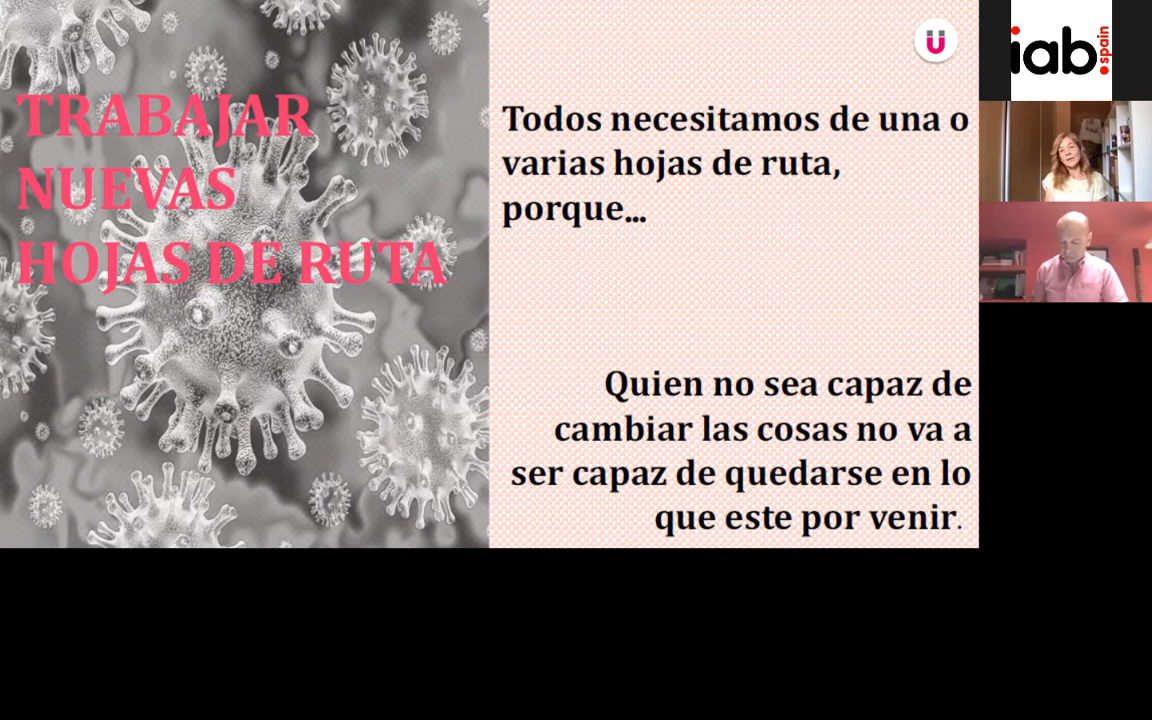 TRABAJAR
NUEVAS
HOJAS DE RUTA
Todos necesitamos de una o
varias hojas de ruta,
porque...
Quien no sea capaz de
cambiar las cosas no va a
ser capaz de quedarse en lo
que este por venir.
iab.
spain